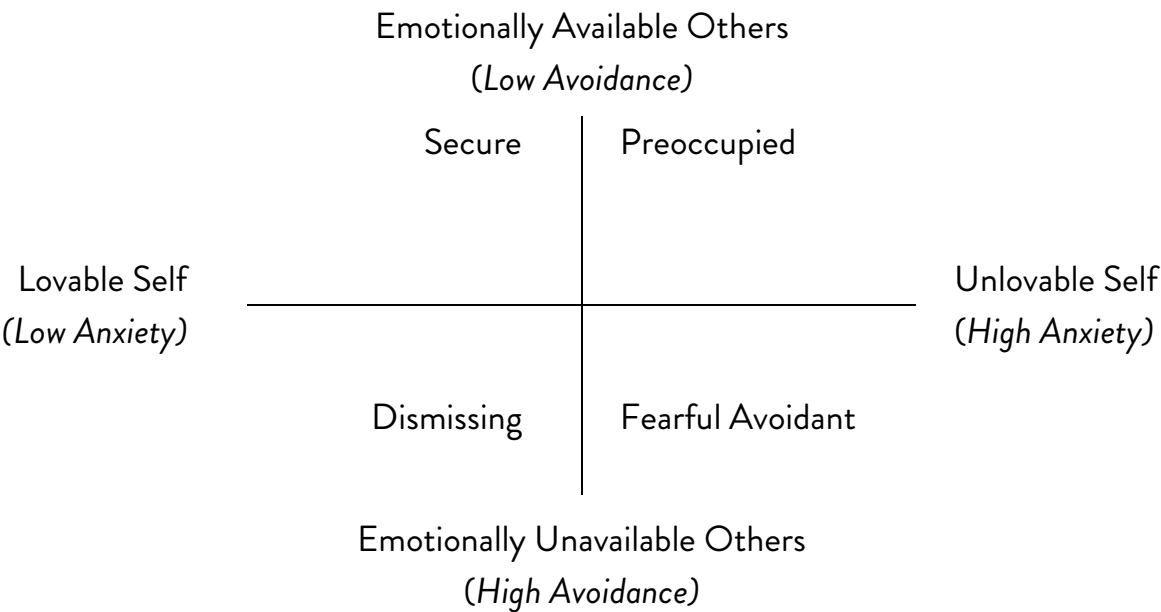 Emotionally Available Others
(Low Avoidance)
Secure
Preoccupied
Lovable Self
(Low Anxiety)
Unlovable Self
(High Anxiety)
Dismissing
Fearful Avoidant
Emotionally Unavailable Others
(High Avoidance)